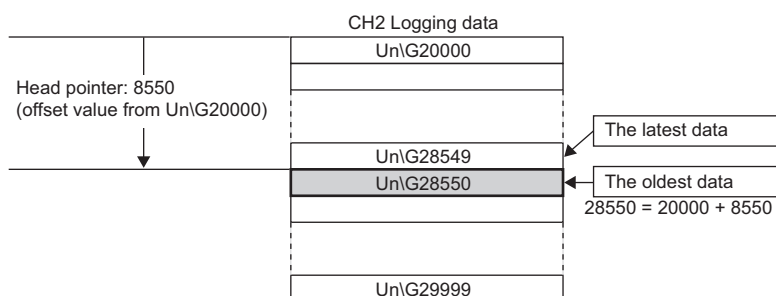 CH2 Logging data
Un\G20000
Head pointer: 8550
(offset value from Un\G20000)
The latest data
Un\G28549
Un\G28550
The oldest data
28550 = 20000 + 8550
Un\G29999